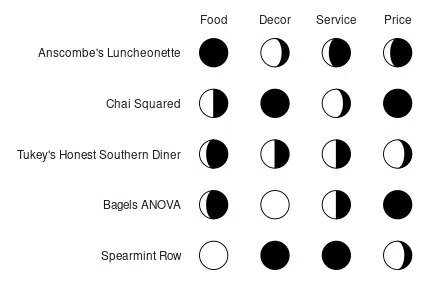 Food Decor Service Price
Anscombe's Luncheonette
Chai Squared
Tukey's Honest Southern Diner
Bagels ANOVA
Spearmint Row